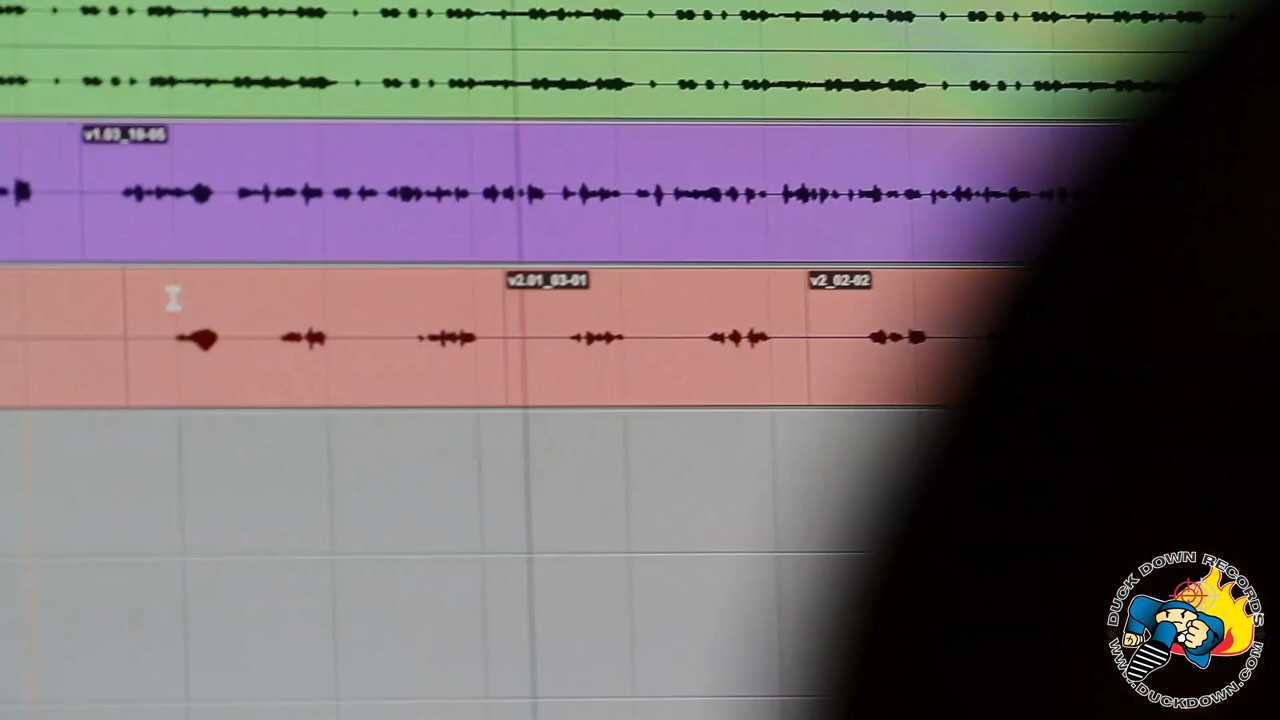 v1.03_10-05
v2.01_03-01
v2_02-02
DUCK DOWN RECORDS
WWW.DUCKDOWN.COM